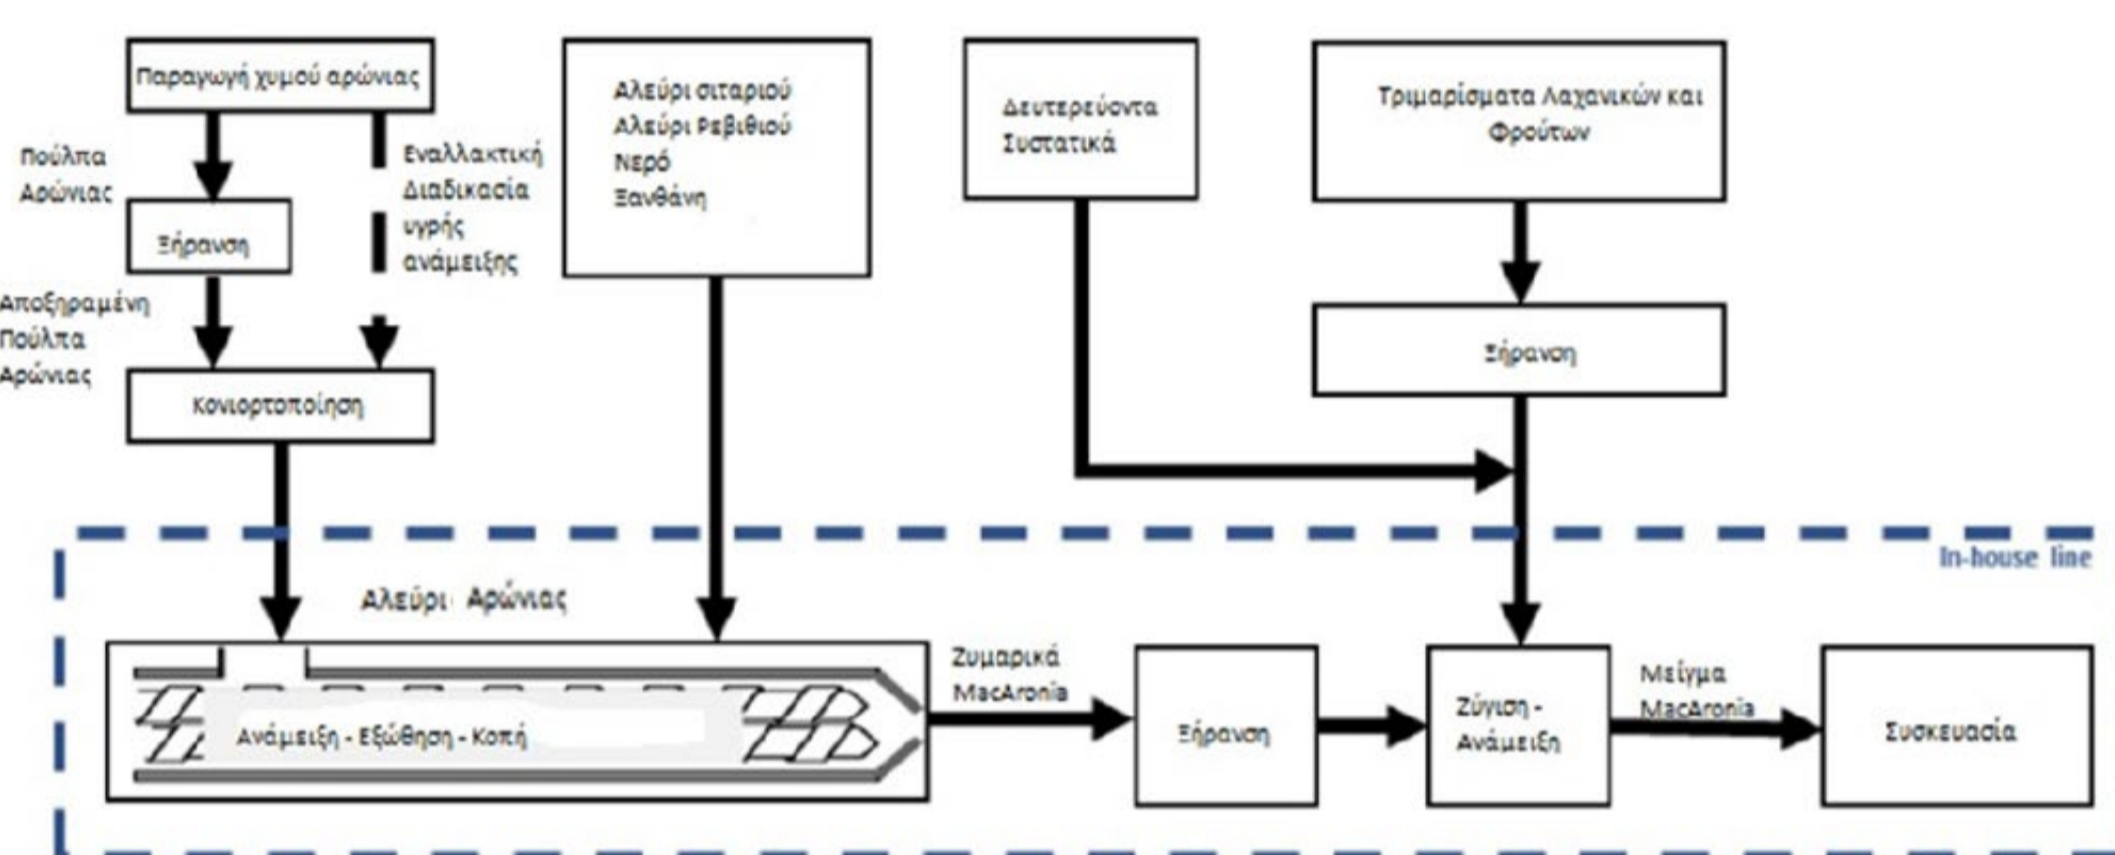 Παραγωγή χυμού αρώνιας
Πούλπα
Αρώνιας
Εναλλακτική
Διαδικασία
υγρής
ανάμειξης
Ξήρανση
Αποξηραμένη
Πούλπα
Αρώνιας
Κονιορτοποίηση
Αλεύρι σιταριού
Αλεύρι Ρεβιθιού
Νερό
Ξανθάνη
Δευτερεύοντα
Συστατικά
Τριμαρίσματα Λαχανικών και
Φρούτων
Ξήρανση
In-house line
Αλεύρι Αρώνιας
Ανάμειξη - Εξώθηση - Κοπή
Ζυμαρικά
MacAronia
Ξήρανση
Ζύγιση -
Ανάμειξη
Μείγμα
MacAronia
Συσκευασία